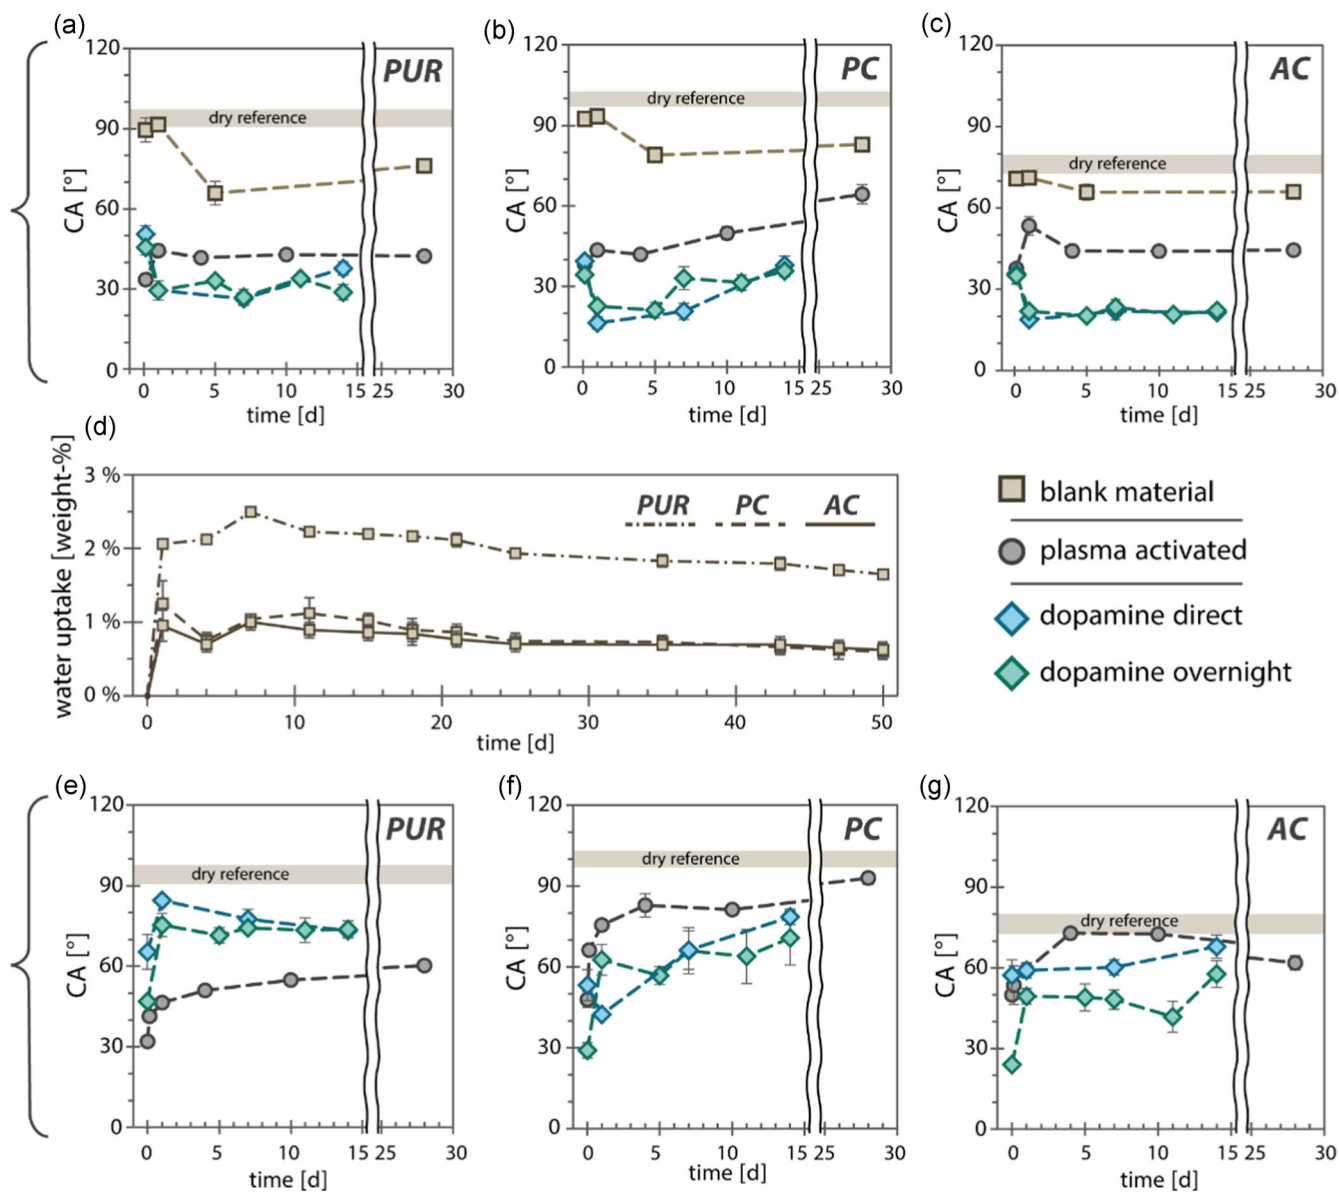 (a)
120
90
60
30
0
CA [°]
PUR
dry reference
0 5 10 15 25 30
time [d]
(b)
120
90
60
30
0
CA [°]
PC
dry reference
0 5 10 15 25 30
time [d]
(c)
120
90
60
30
0
CA [°]
AC
dry reference
0 5 10 15 25 30
time [d]
(d)
water uptake [weight-%]
3 %
2 %
1 %
0 %
PUR PC AC
0 10 20 30 40 50
time [d]
blank material
plasma activated
dopamine direct
dopamine overnight
(e)
120
90
60
30
0
CA [°]
PUR
dry reference
0 5 10 15 25 30
time [d]
(f)
120
90
60
30
0
CA [°]
PC
dry reference
0 5 10 15 25 30
time [d]
(g)
120
90
60
30
0
CA [°]
AC
dry reference
0 5 10 15 25 30
time [d]